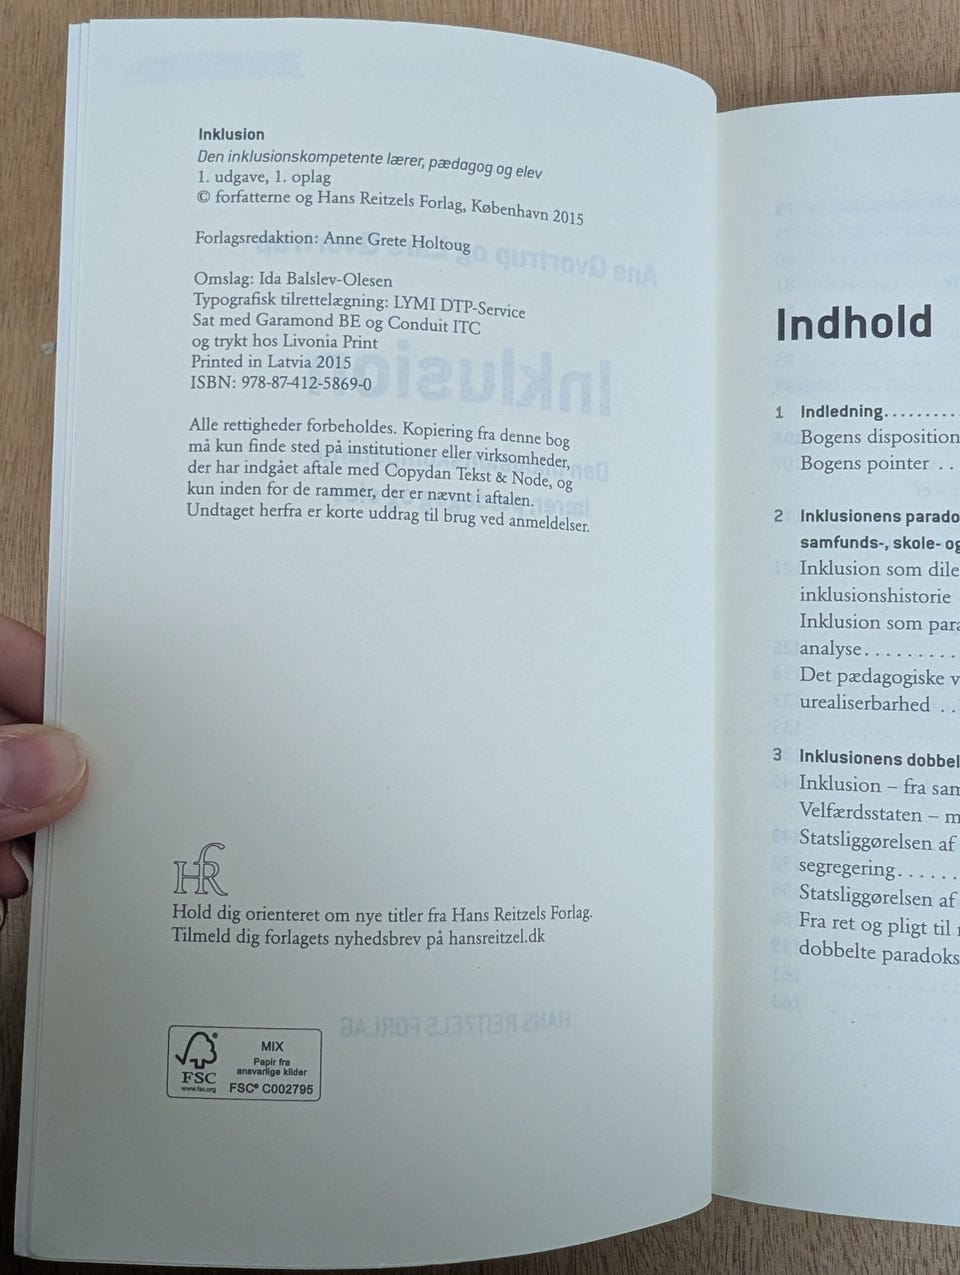 Inklusion
Den inklusionskompetente lærer, pædagog og elev
1. udgave, 1. oplag
© forfatterne og Hans Reitzels Forlag, København 2015
Forlagsredaktion: Anne Grete Holtoug
Omslag: Ida Balslev-Olesen
Typografisk tilrettelægning: LYMI DTP-Service
Sat med Garamond BE og Conduit ITC
og trykt hos Livonia Print
Printed in Latvia 2015
ISBN: 978-87-412-5869-0
Alle rettigheder forbeholdes. Kopiering fra denne bog
må kun finde sted på institutioner eller virksomheder,
der har indgået aftale med Copydan Tekst & Node, og
kun inden for de rammer, der er nævnt i aftalen.
Undtaget herfra er korte uddrag til brug ved anmeldelser.
HR
Hold dig orienteret om nye titler fra Hans Reitzels Forlag.
Tilmeld dig forlagets nyhedsbrev på hansreitzel.dk
FSC
www.fsc.org
MIX
Papir fra
ansvarlige kilder
FSC® C002795
Indhold
1 Indledning..........
Bogens disposition
Bogens pointer . .
2 Inklusionens parado
samfunds-, skole- og
Inklusion som dile
inklusionshistorie
Inklusion som para
analyse.........
Det pædagogiske v
urealiserbarhed . .
3 Inklusionens dobbel
Inklusion – fra sam
Velfærdsstaten – m
Statsliggørelsen af
segregering......
Statsliggørelsen af
Fra ret og pligt til
dobbelte paradoks